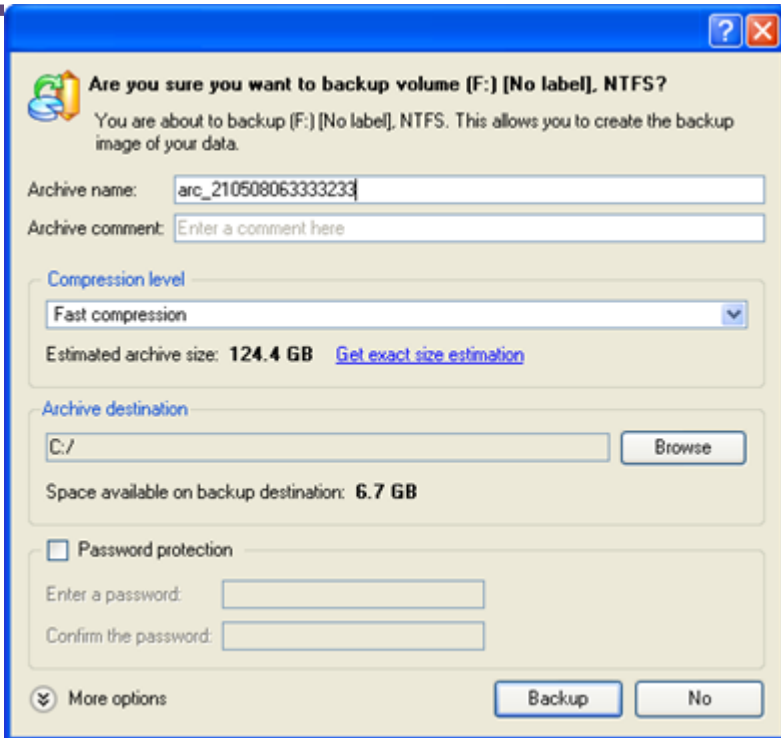 Are you sure you want to backup volume (F:) [No label], NTFS?
You are about to backup (F:) [No label], NTFS. This allows you to create the backup
image of your data.
Archive name: arc_210508063333233
Archive comment: Enter a comment here
Compression level
Fast compression
Estimated archive size: 124.4 GB Get exact size estimation
Archive destination
C:/ Browse
Space available on backup destination: 6.7 GB
Password protection
Enter a password:
Confirm the password:
More options Backup No